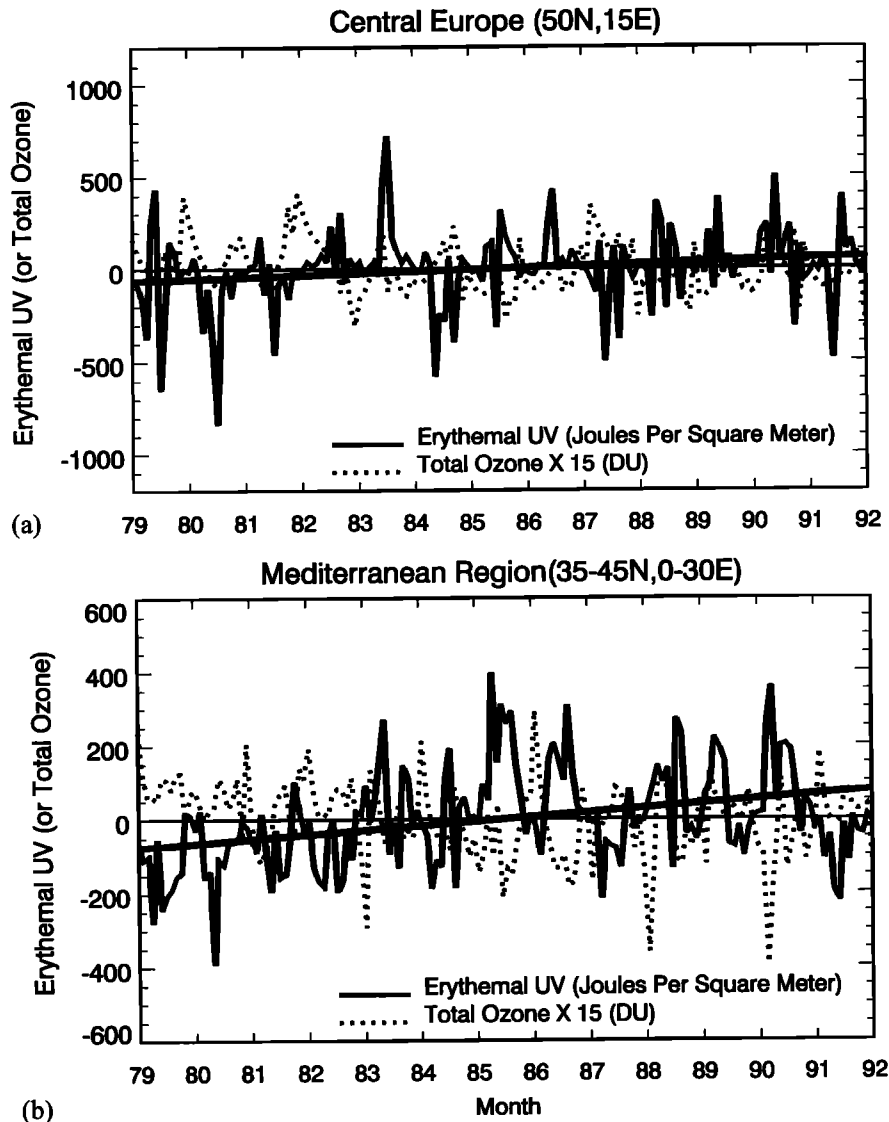 Central Europe (50N,15E)
Erythemal UV (or Total Ozone)
1000
500
0
-500
-1000
Erythemal UV (Joules Per Square Meter)
Total Ozone X 15 (DU)
79 80 81 82 83 84 85 86 87 88 89 90 91 92
(a)
Mediterranean Region(35-45N,0-30E)
Erythemal UV (or Total Ozone)
600
400
200
0
-200
-400
-600
Erythemal UV (Joules Per Square Meter)
Total Ozone X 15 (DU)
79 80 81 82 83 84 85 86 87 88 89 90 91 92
Month
(b)